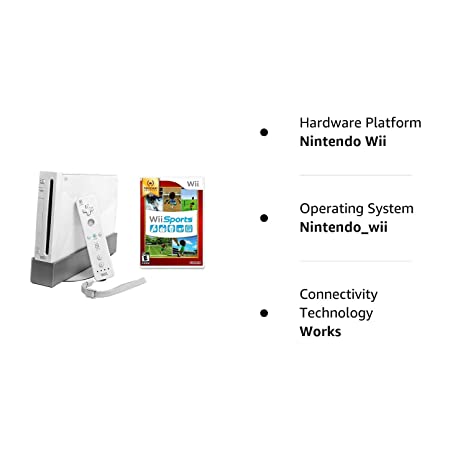 Wii
Wii Sports
Hardware Platform
Nintendo Wii
Operating System
Nintendo_wii
Connectivity
Technology
Works